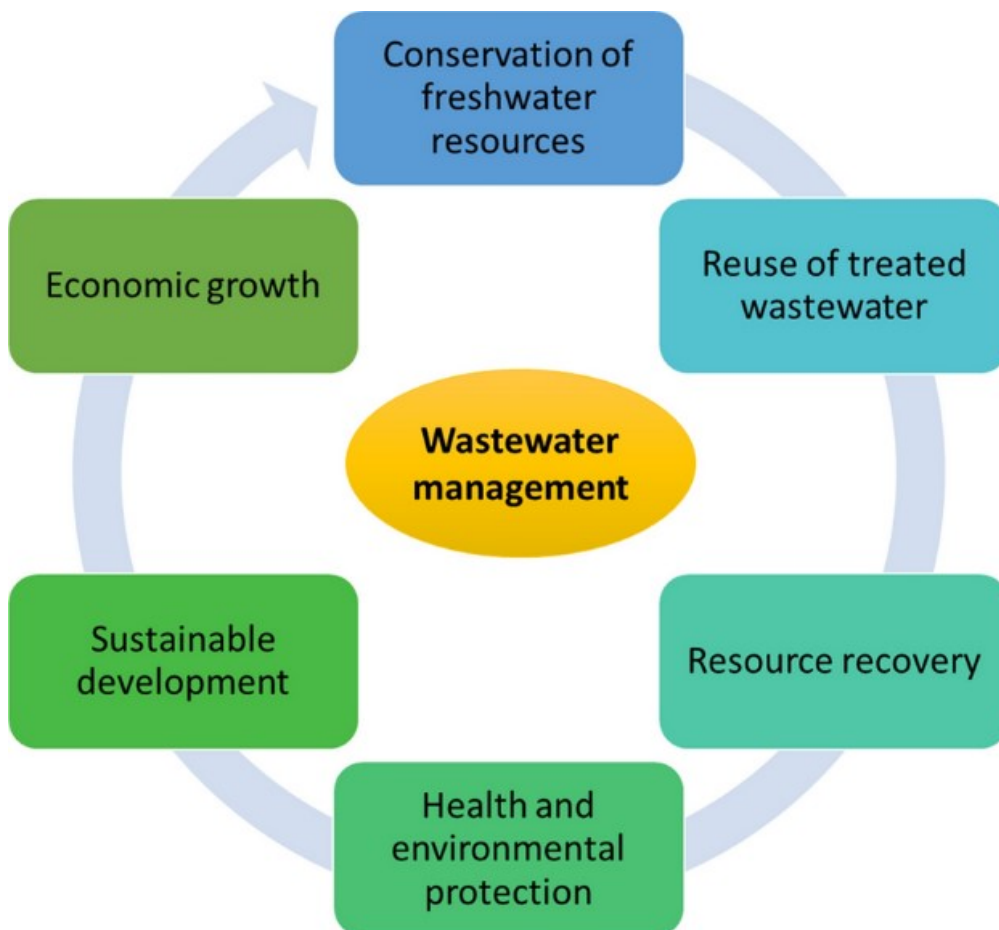 Conservation of
freshwater
resources
Reuse of treated
wastewater
Resource recovery
Health and
environmental
protection
Sustainable
development
Economic growth
Wastewater
management